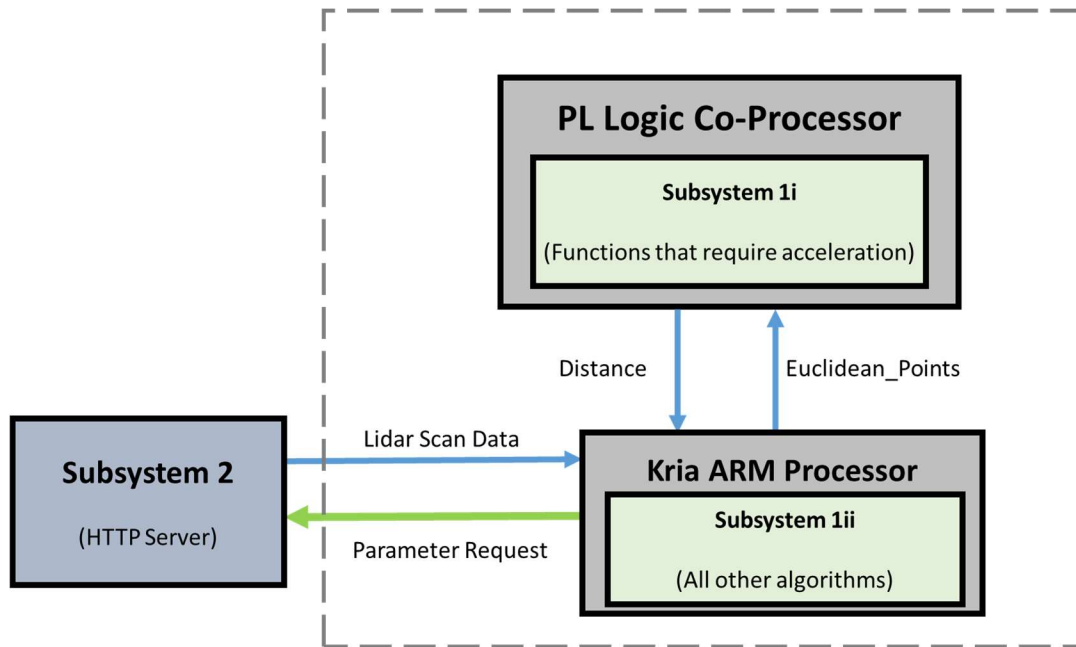 PL Logic Co-Processor
Subsystem 1i
(Functions that require acceleration)
Distance
Euclidean_Points
Subsystem 2
(HTTP Server)
Lidar Scan Data
Parameter Request
Kria ARM Processor
Subsystem 1ii
(All other algorithms)